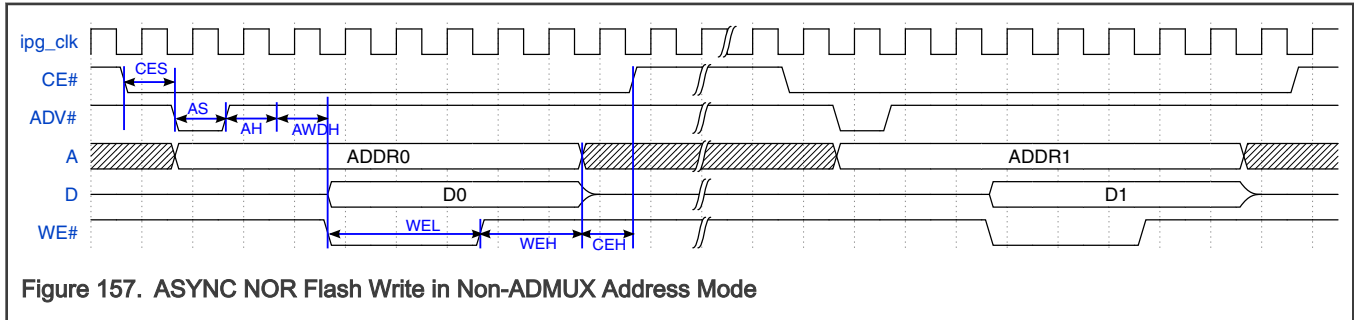 ipg_clk
CE#
CES
ADV#
AS
AH
AWDH
A
ADDR0
ADDR1
D
D0
D1
WE#
WEL
WEH
CEH
Figure 157. ASYNC NOR Flash Write in Non-ADMUX Address Mode